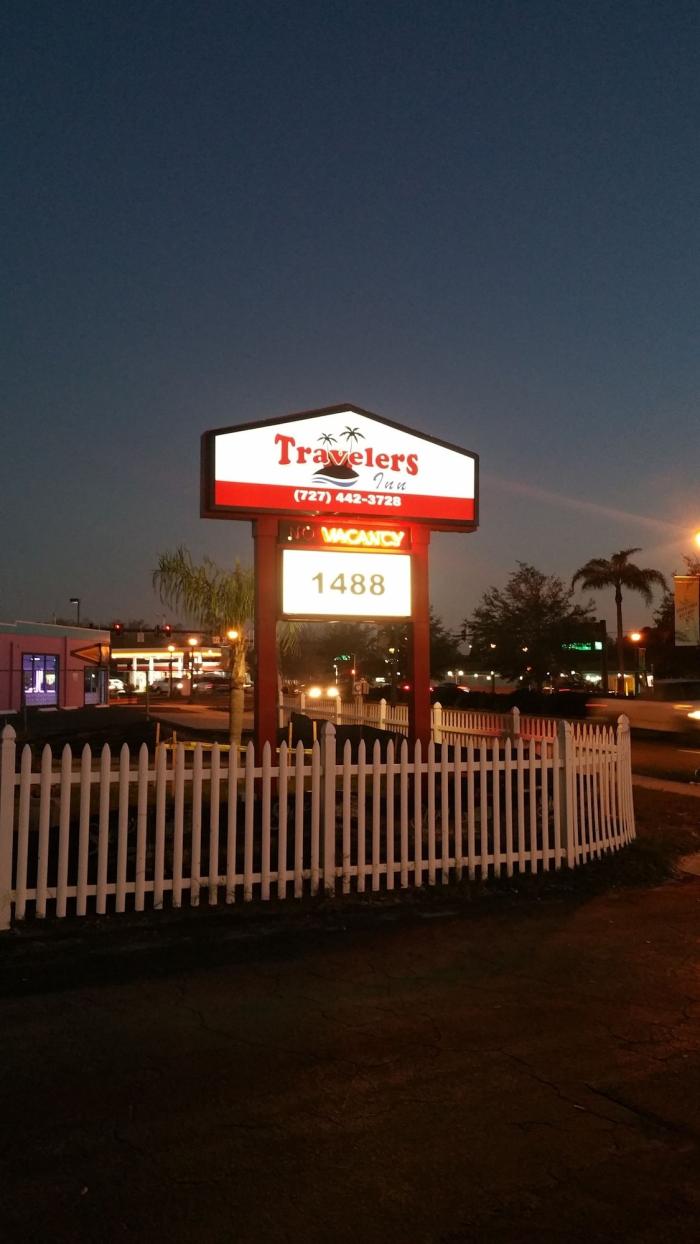 Travelers
Inn
(727) 442-3728
NO VACANCY
1488